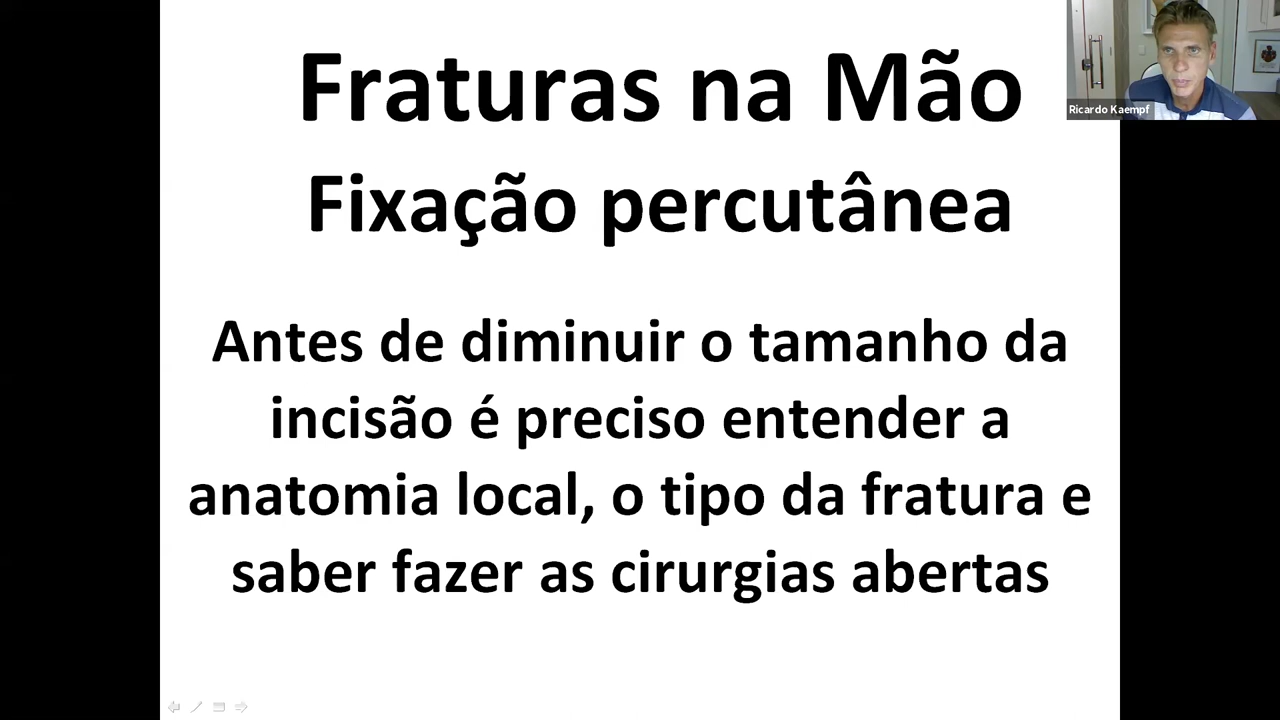 Fraturas na Mão
Fixação percutânea
Antes de diminuir o tamanho da
incisão é preciso entender a
anatomia local, o tipo da fratura e
saber fazer as cirurgias abertas
Ricardo Kaempf